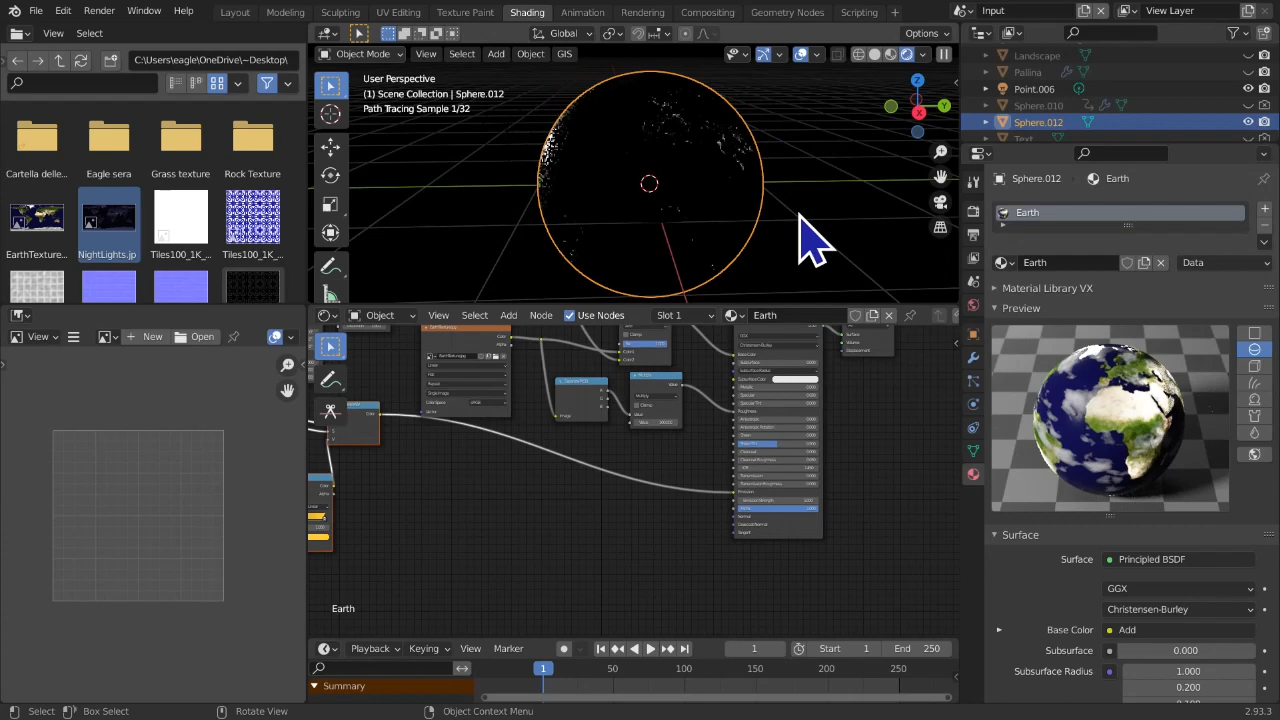 File Edit Render Window Help Layout Modeling Sculpting UV Editing Texture Paint Shading Animation Rendering Compositing Geometry Nodes Scripting + Input View Layer
View Select
Global Options
C:\Users\eagle\OneDrive\~Desktop\
Object Mode View Select Add Object GIS
User Perspective
(1) Scene Collection | Sphere.012
Path Tracing Sample 1/32
Z
Y
X
Landscape
Pallina
Point.006
Sphere.010
Sphere.012
Text
Cartella delle... Eagle sera Grass texture Rock Texture
EarthTexture... NightLights.jp Tiles100_1K_... Tiles100_1K_...
Sphere.012 Earth
Earth
Earth Data
Material Library VX
Preview
Object View Select Add Node Use Nodes Slot 1 Earth
View New Open
Earth
Surface
Surface Principled BSDF
GGX
Christensen-Burley
Base Color Add
Subsurface 0.000
Subsurface Radius 1.000
0.200
Playback Keying View Marker 1 Start 1 End 250
1 50 100 150 200 250
Summary
Select Box Select Rotate View Object Context Menu 2.93.3